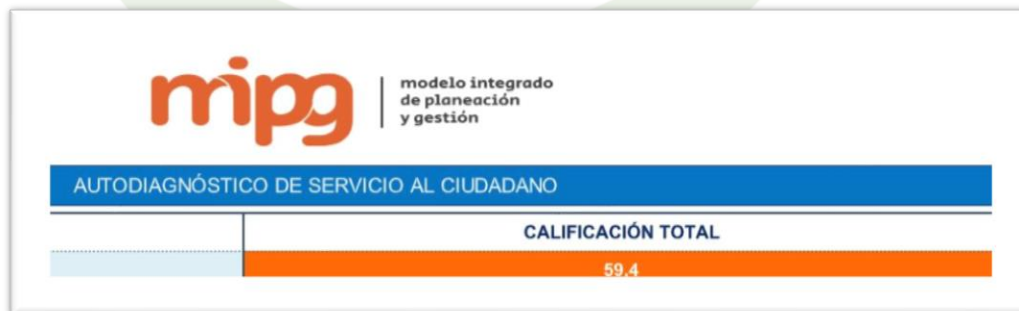 mipg
modelo integrado
de planeación
y gestión
AUTODIAGNÓSTICO DE SERVICIO AL CIUDADANO
CALIFICACIÓN TOTAL
59,4